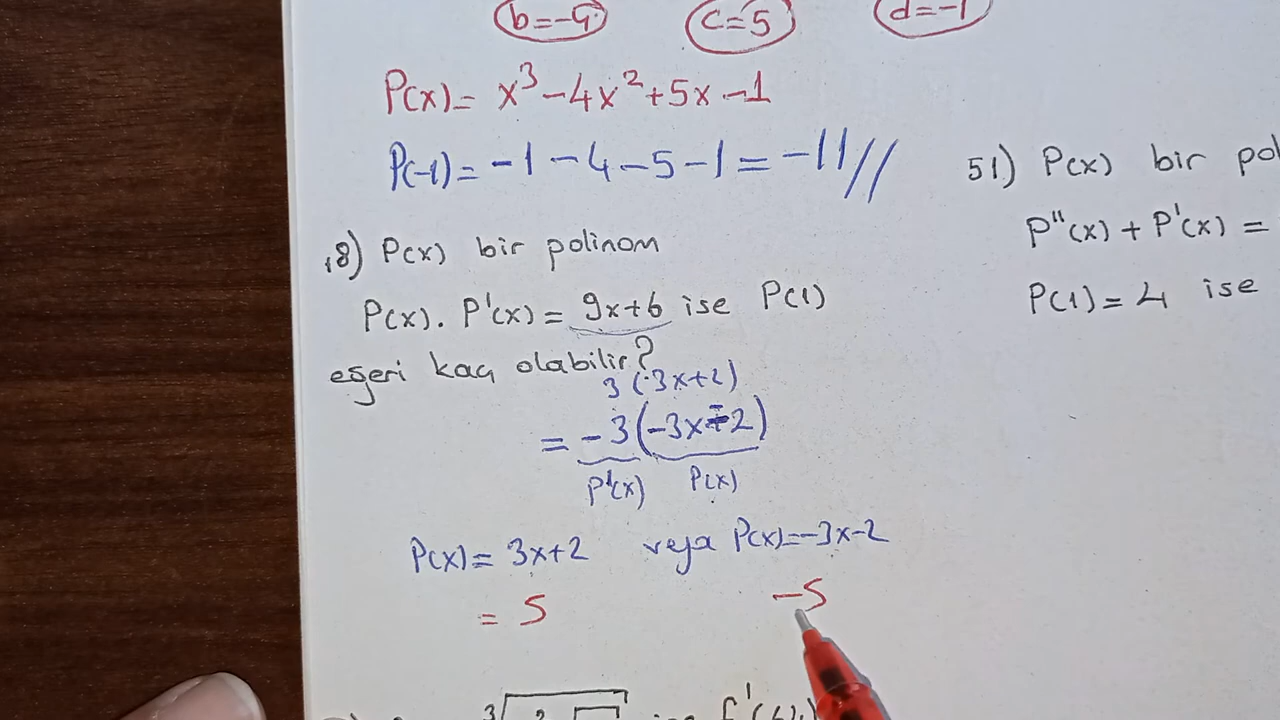 b=-4 c=5 d=-1
P(x)= x³-4x²+5x-1
P(-1)= -1-4-5-1= -11//
8) P(x) bir polinom
P(x). P'(x)= 9x+6 ise P(1)
eğeri kaç olabilir?
3(3x+2)
= -3(-3x-2)
P'(x) P(x)
P(x)= 3x+2 veya P(x)=-3x-2
= 5 -5
51) P(x) bir pol
P''(x)+P'(x)=
P(1)=4 ise